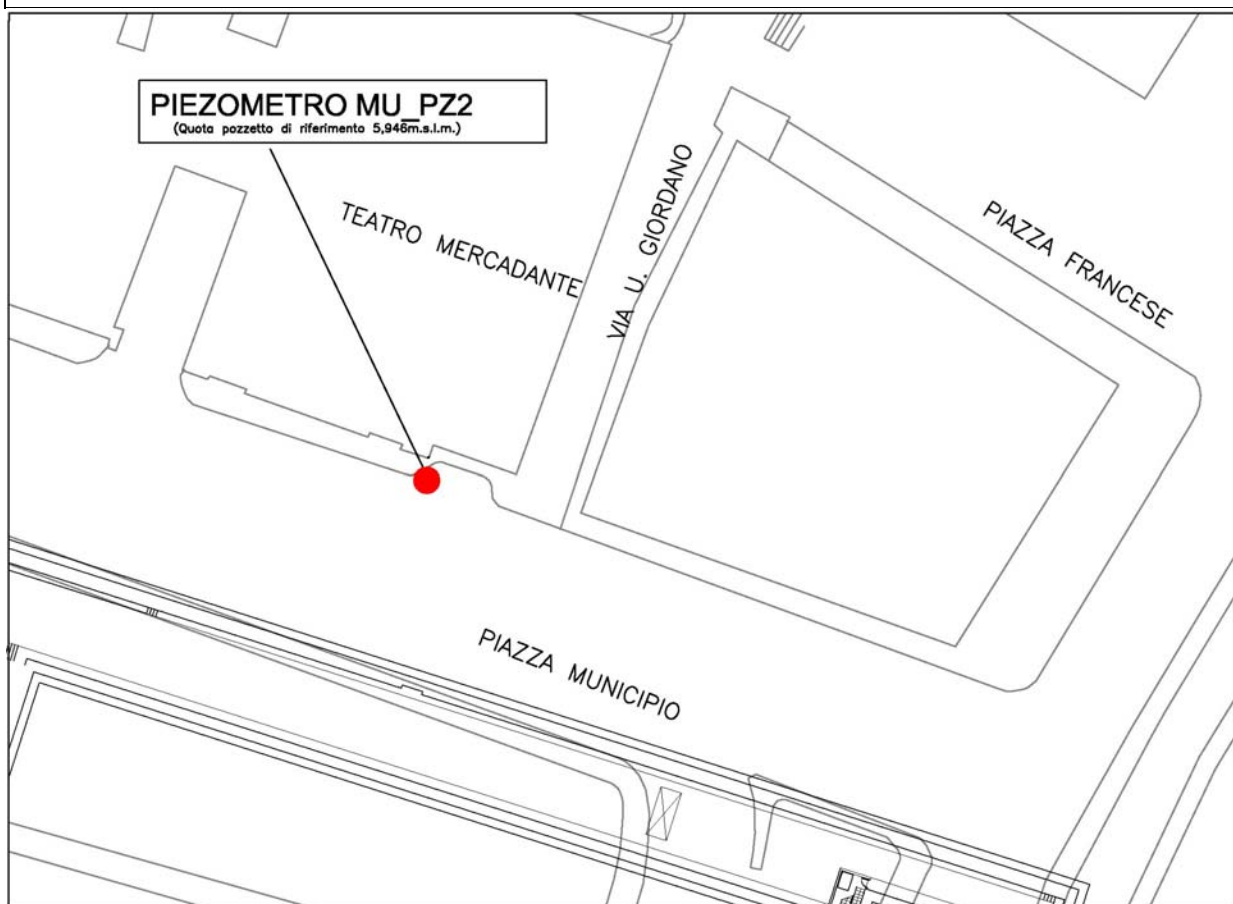 PIEZOMETRO MU_PZ2
(Quota pozzetto di riferimento 5,946m.s.l.m.)
TEATRO MERCADANTE
VIA U. GIORDANO
PIAZZA FRANCESE
PIAZZA MUNICIPIO